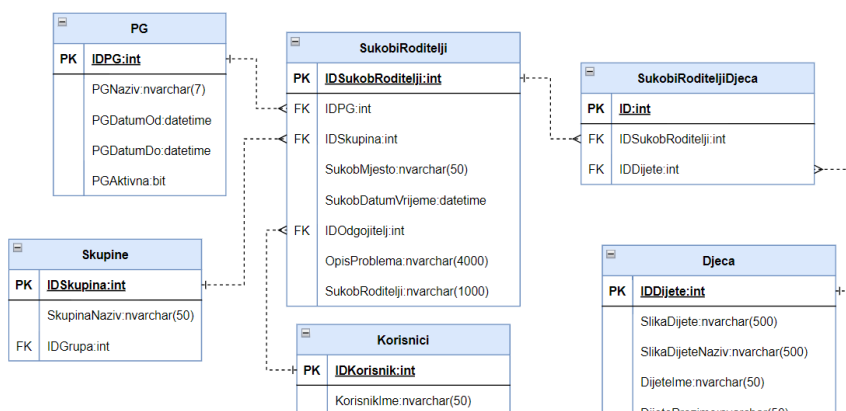 PG
PK IDPG:int
PGNaziv:nvarchar(7)
PGDatumOd:datetime
PGDatumDo:datetime
PGAktivna:bit
SukobiRoditelji
PK IDSukobRoditelji:int
FK IDPG:int
FK IDSkupina:int
SukobMjesto:nvarchar(50)
SukobDatumVrijeme:datetime
FK IDOdgojitelj:int
OpisProblema:nvarchar(4000)
SukobRoditelji:nvarchar(1000)
SukobiRoditeljiDjeca
PK ID:int
FK IDSukobRoditelji:int
FK IDDijete:int
Skupine
PK IDSkupina:int
SkupinaNaziv:nvarchar(50)
FK IDGrupa:int
Korisnici
PK IDKorisnik:int
KorisnikIme:nvarchar(50)
Djeca
PK IDDijete:int
SlikaDijete:nvarchar(500)
SlikaDijeteNaziv:nvarchar(500)
DijeteIme:nvarchar(50)